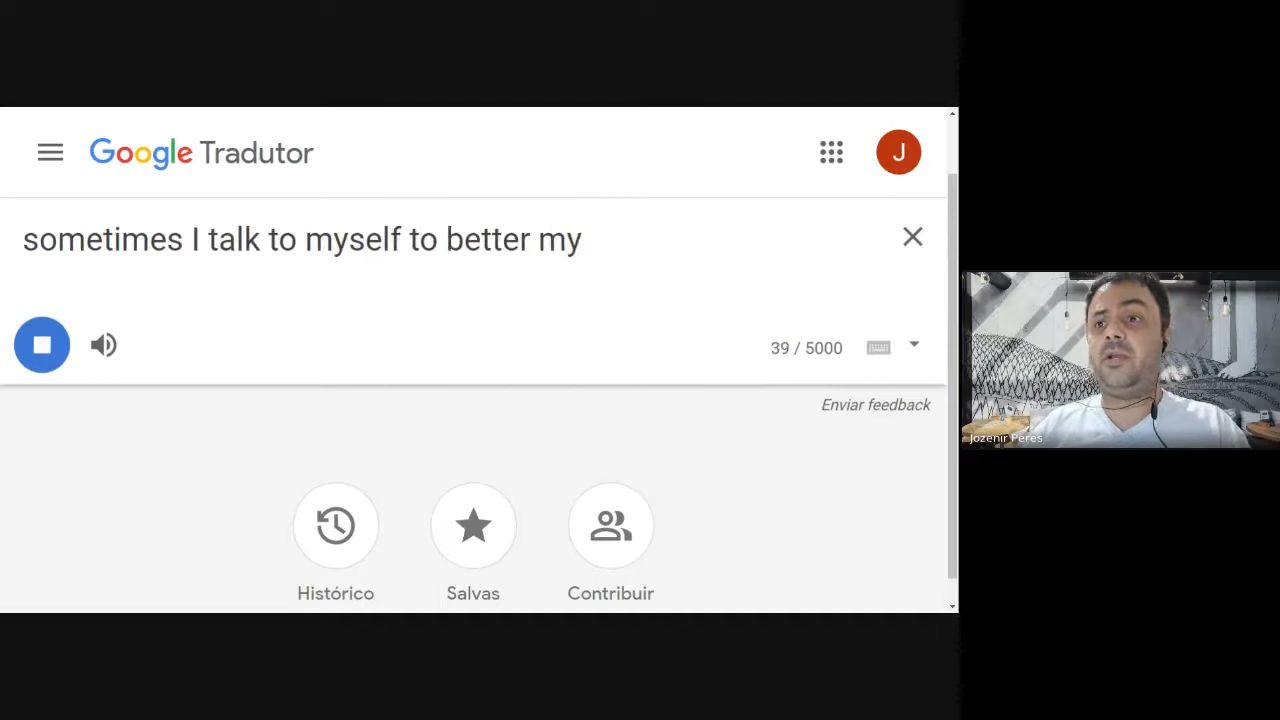 Google Tradutor
J
sometimes I talk to myself to better my
39 / 5000
Enviar feedback
Jozenir Peres
Histórico
Salvas
Contribuir